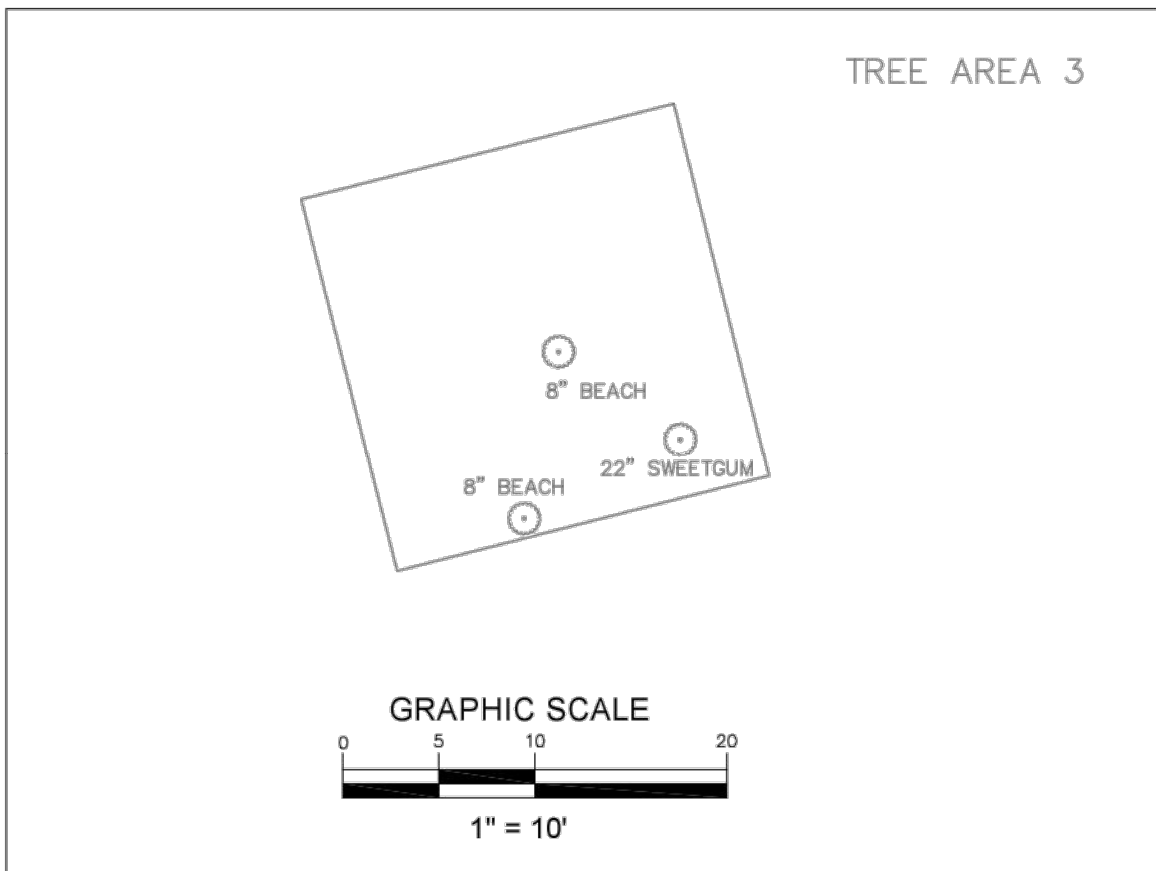 TREE AREA 3
8" BEACH
22" SWEETGUM
8" BEACH
GRAPHIC SCALE
0 5 10 20
1" = 10'